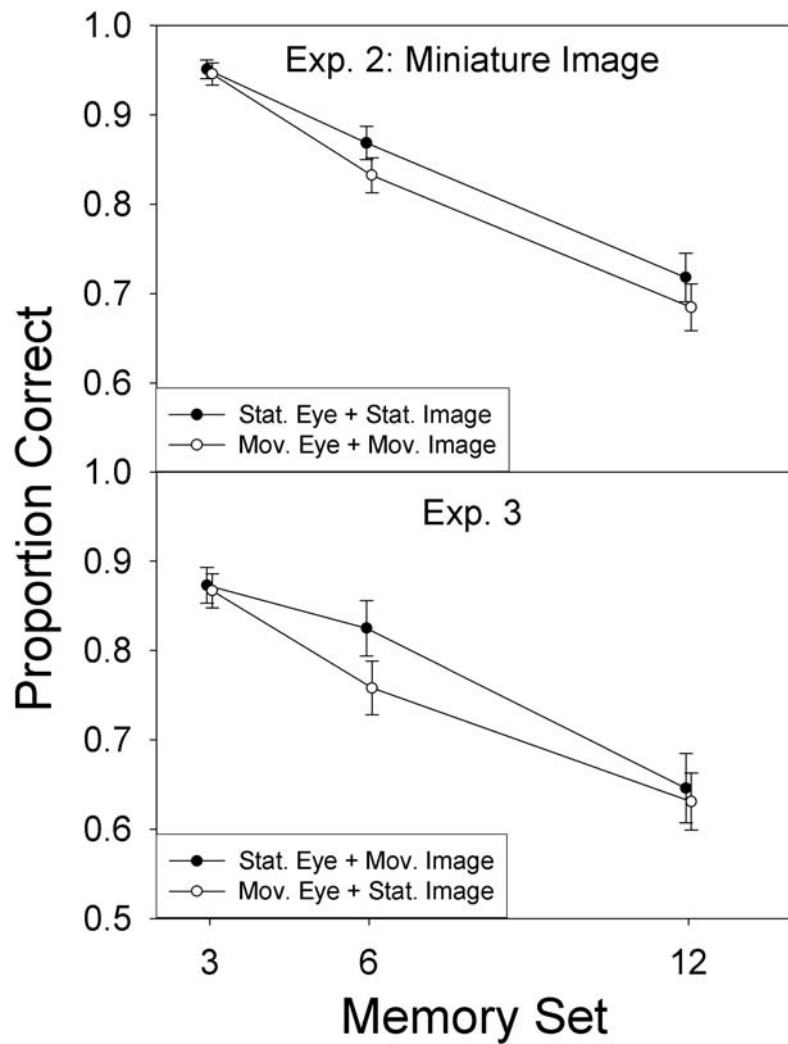 Proportion Correct
1.0
Exp. 2: Miniature Image
0.9
0.8
0.7
0.6
Stat. Eye + Stat. Image
Mov. Eye + Mov. Image
1.0
Exp. 3
0.9
0.8
0.7
0.6
Stat. Eye + Mov. Image
Mov. Eye + Stat. Image
0.5
3 6 12
Memory Set